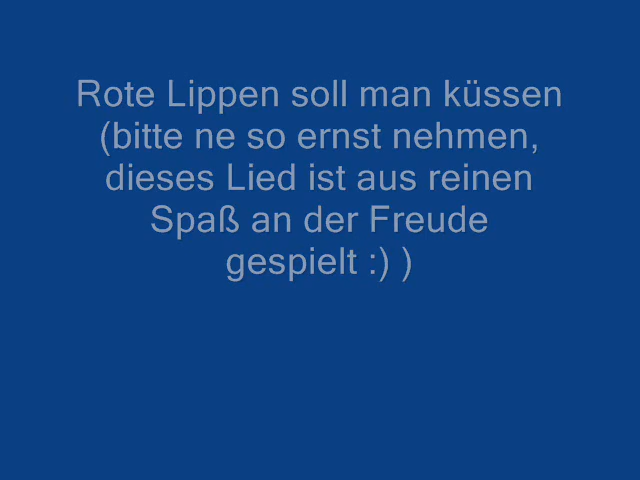 Rote Lippen soll man küssen
(bitte ne so ernst nehmen,
dieses Lied ist aus reinen
Spaß an der Freude
gespielt :) )